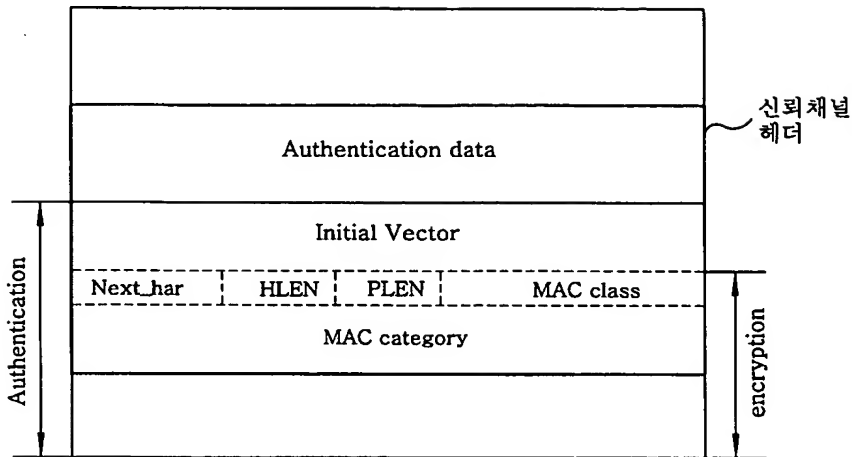 신뢰채널
헤더
Authentication data
Initial Vector
Next_har HLEN PLEN MAC class
MAC category
Authentication
encryption